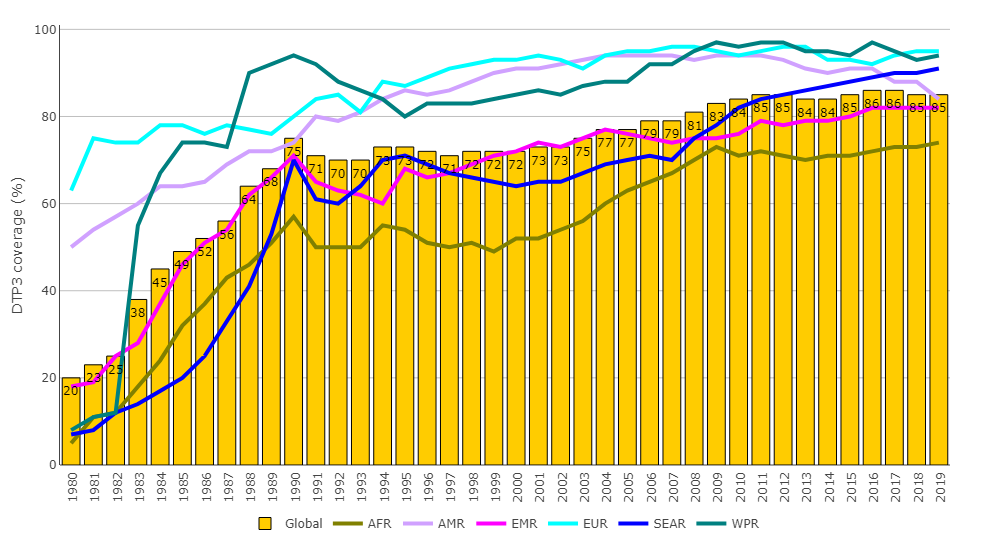 100
80
60
40
20
0
DTP3 coverage (%)
20 23 25 38 45 49 52 56 64 68 75 71 70 70 73 73 72 71 72 72 72 73 73 75 77 77 79 79 81 83 84 85 85 84 84 85 86 86 85 85
1980 1981 1982 1983 1984 1985 1986 1987 1988 1989 1990 1991 1992 1993 1994 1995 1996 1997 1998 1999 2000 2001 2002 2003 2004 2005 2006 2007 2008 2009 2010 2011 2012 2013 2014 2015 2016 2017 2018 2019
Global AFR AMR EMR EUR SEAR WPR